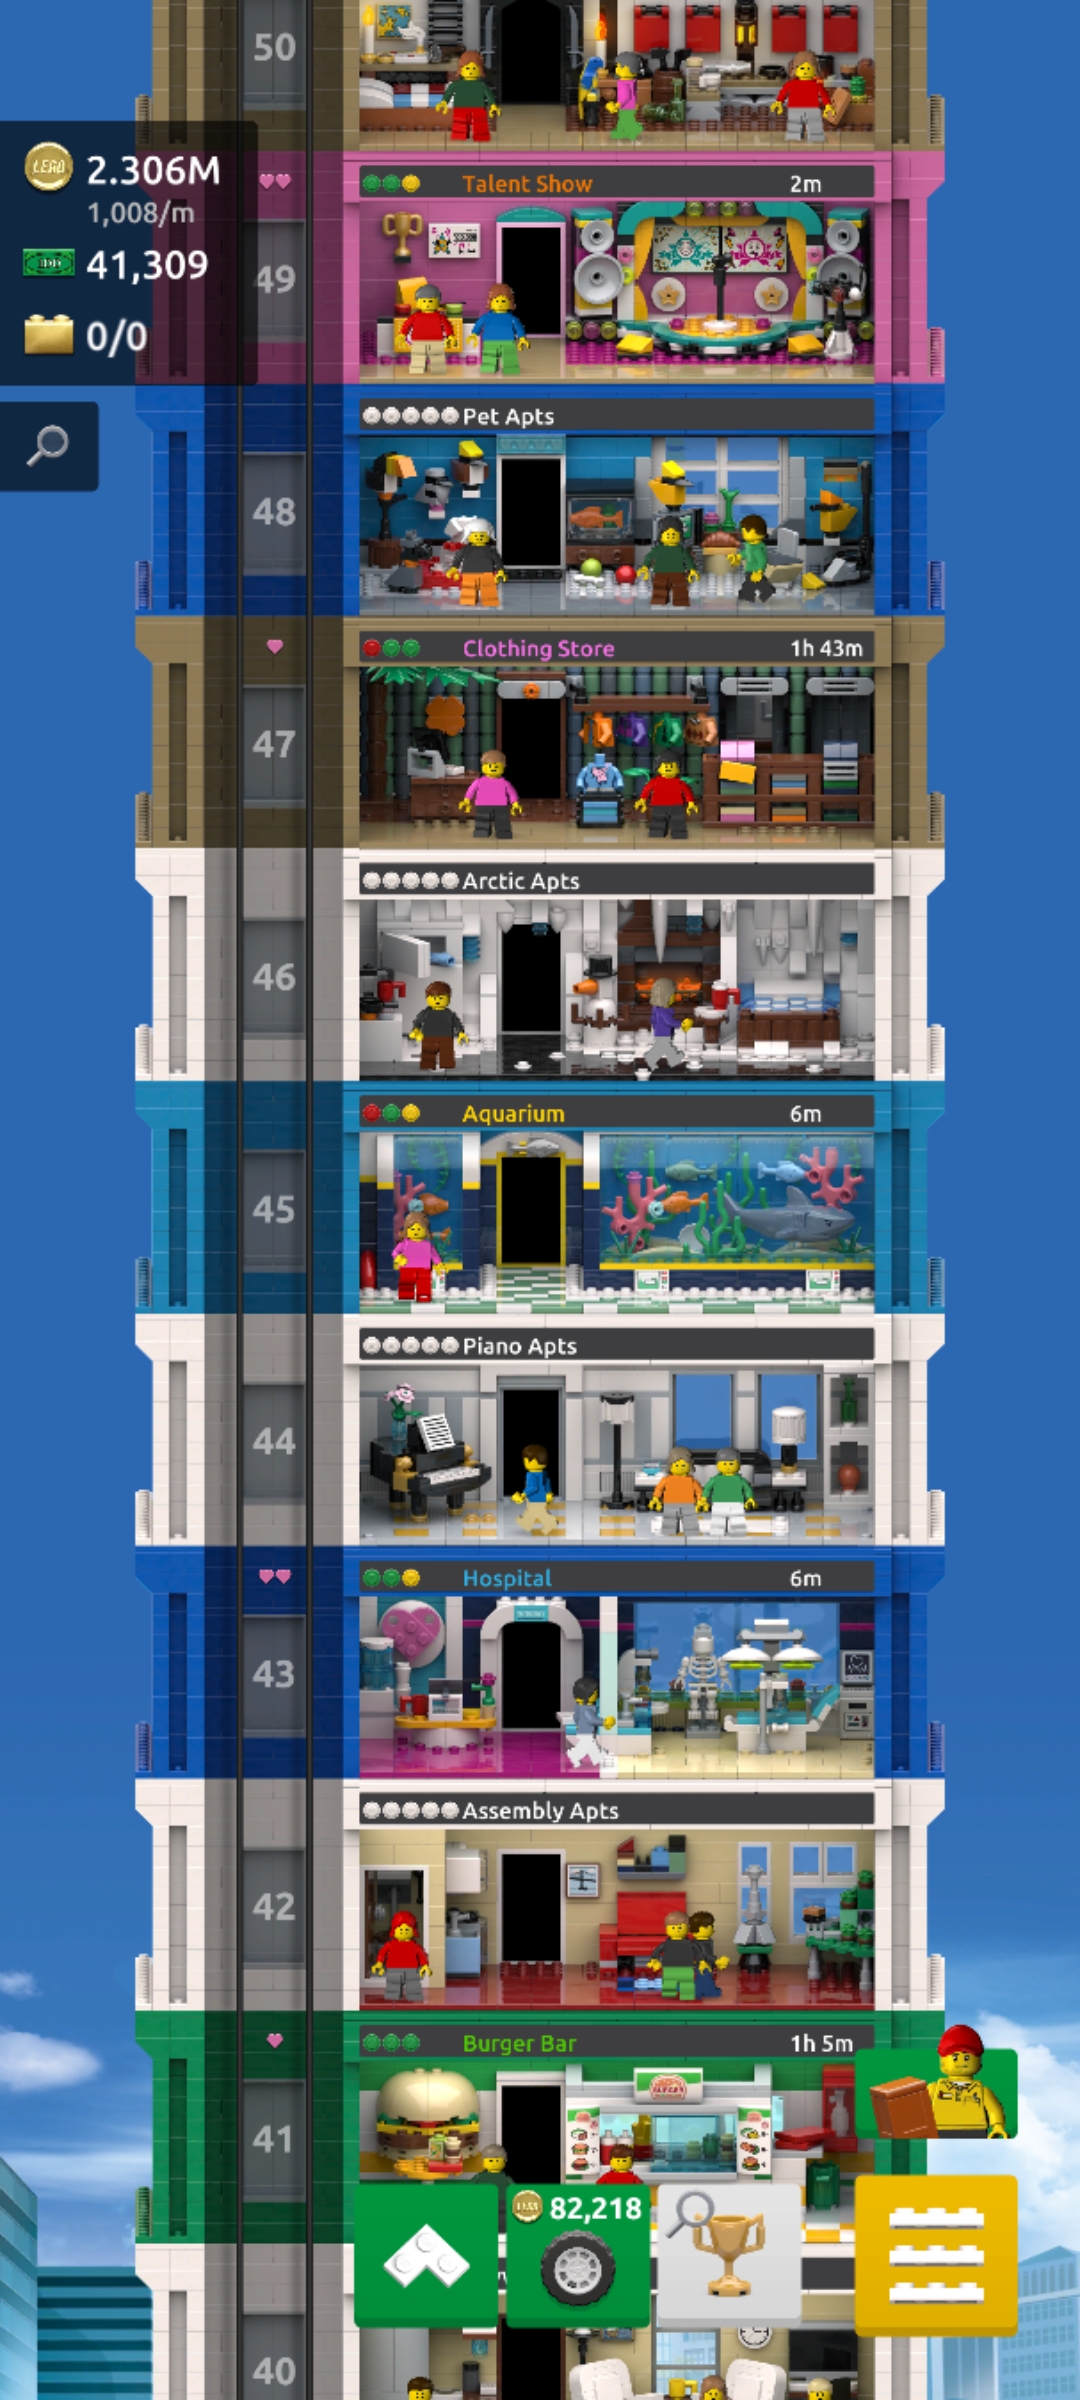 50
LEGO 2.306M
1,008/m
41,309
0/0
Talent Show 2m
49
Pet Apts
48
Clothing Store 1h 43m
47
Arctic Apts
46
Aquarium 6m
45
Piano Apts
44
Hospital 6m
43
Assembly Apts
42
Burger Bar 1h 5m
41
82,218
40